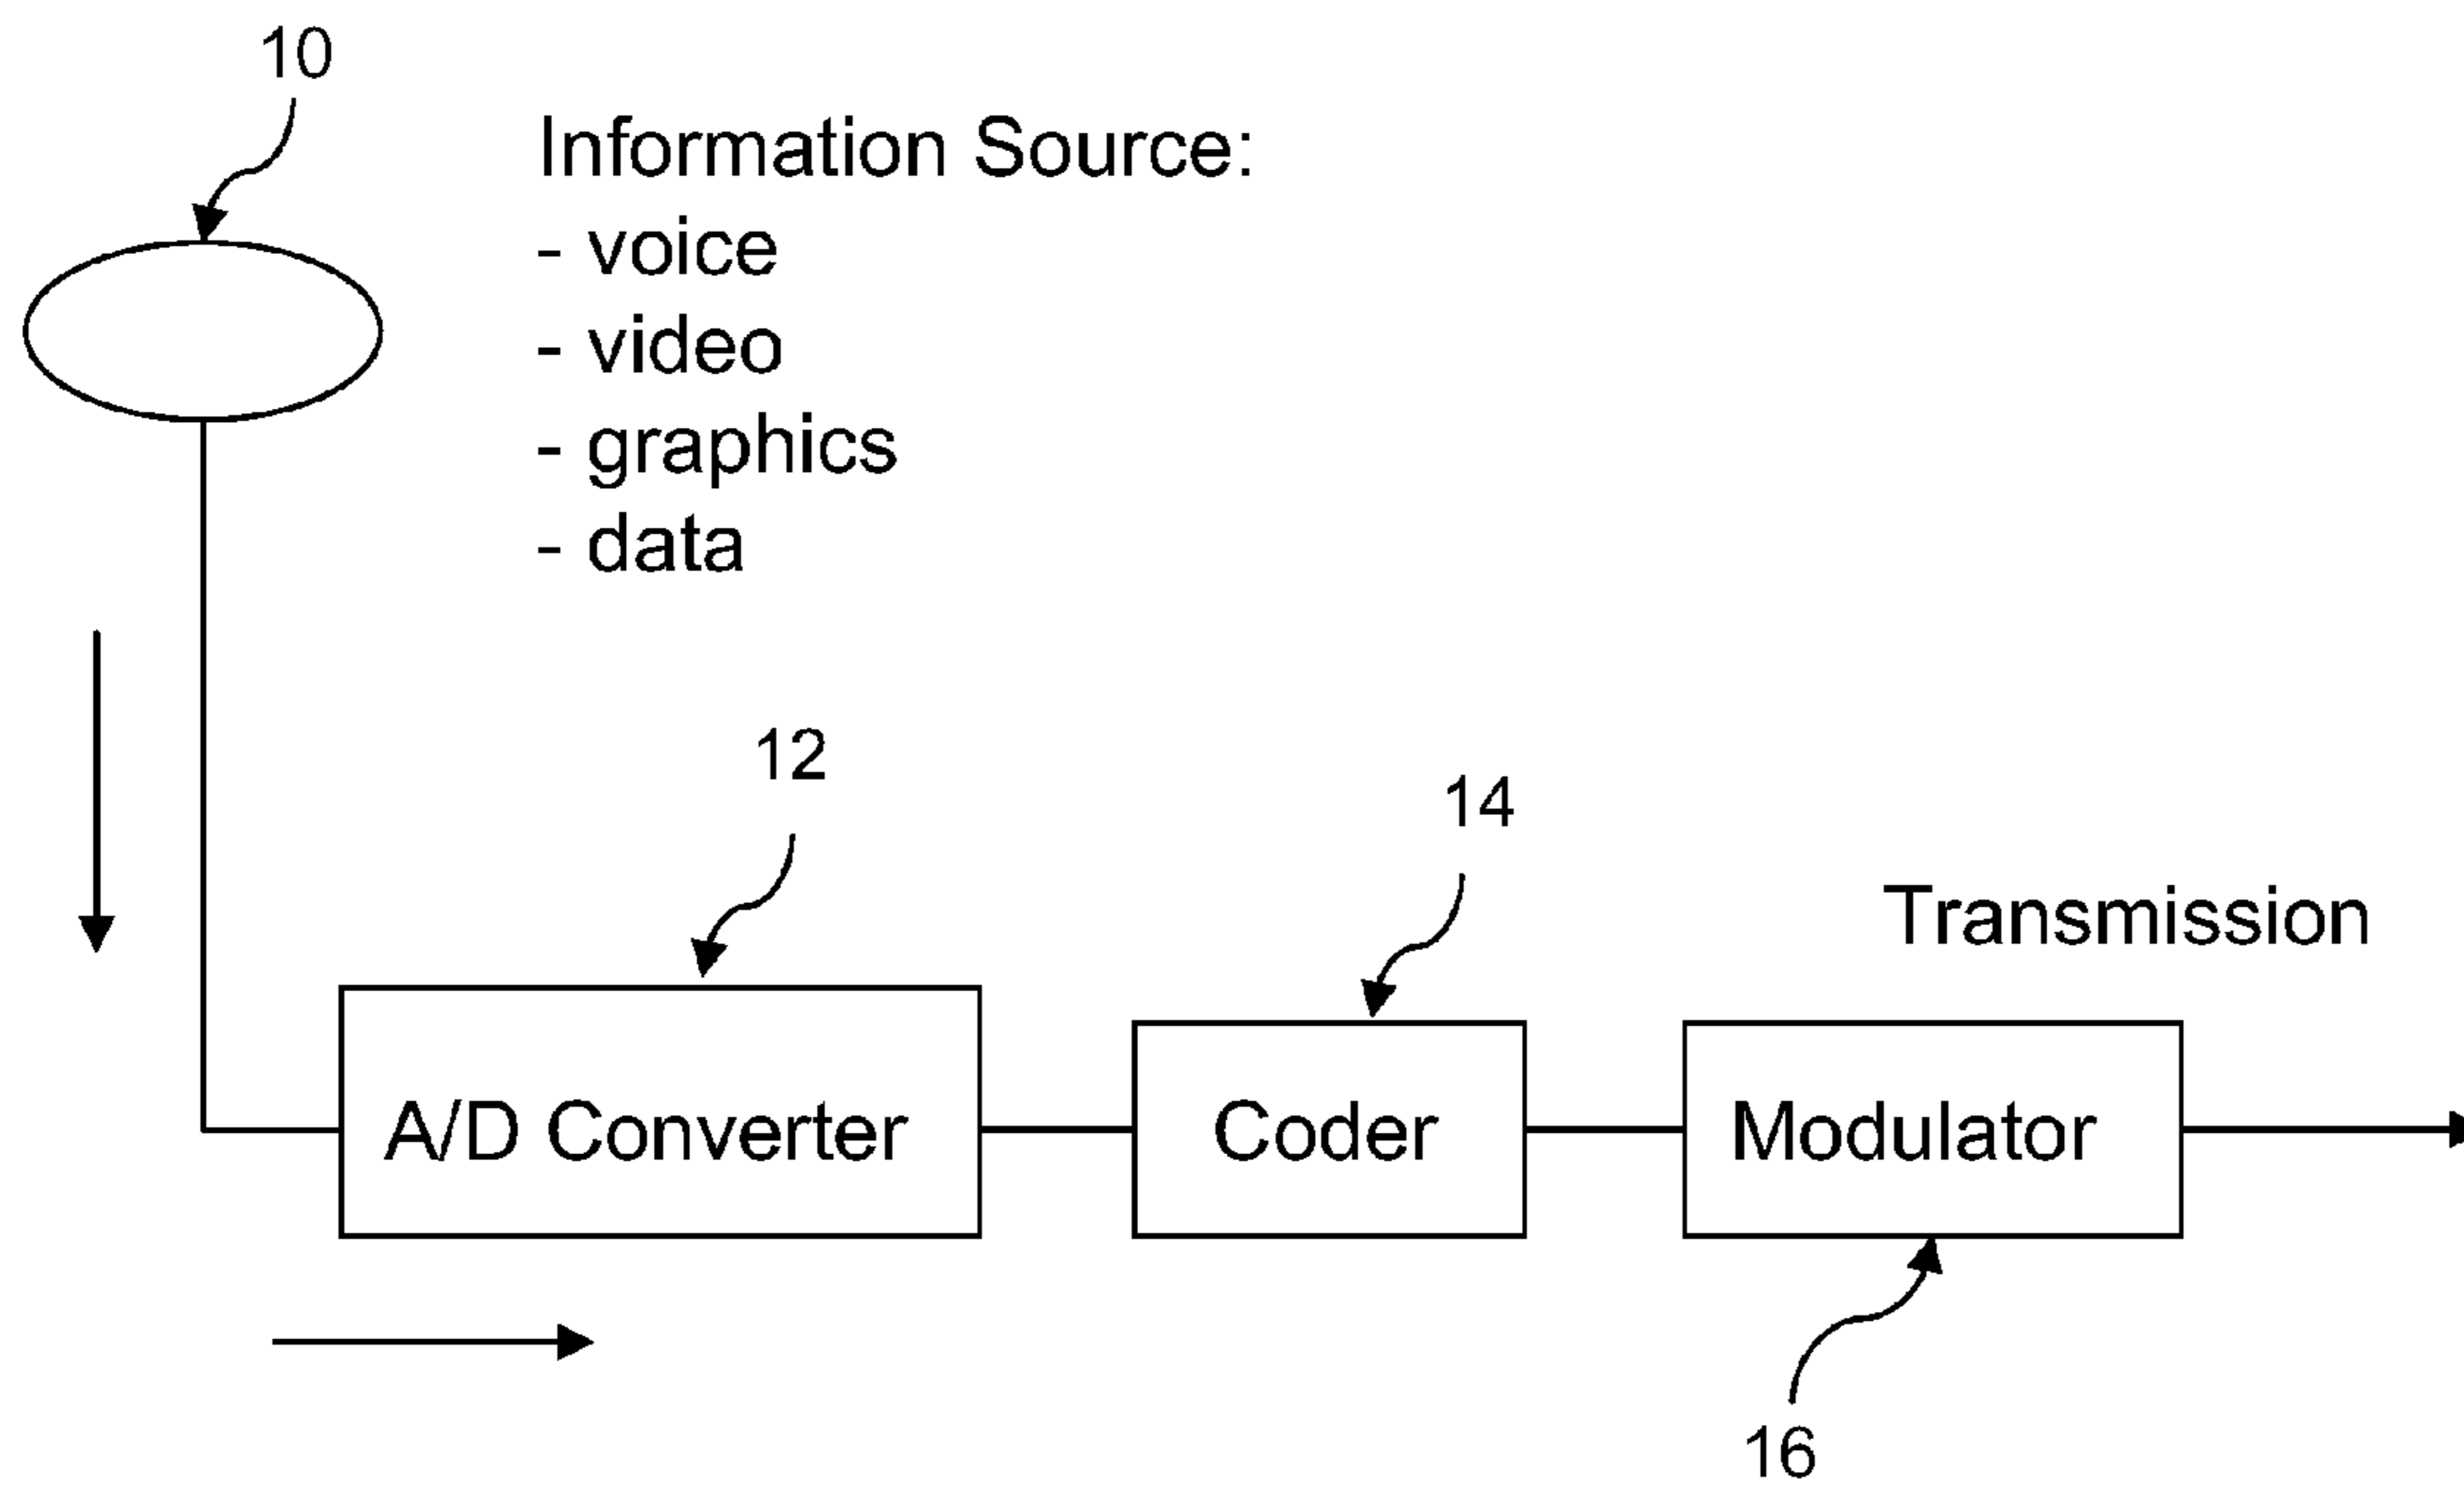 10
Information Source:
- voice
- video
- graphics
- data
12
14
Transmission
A/D Converter
Coder
Modulator
16